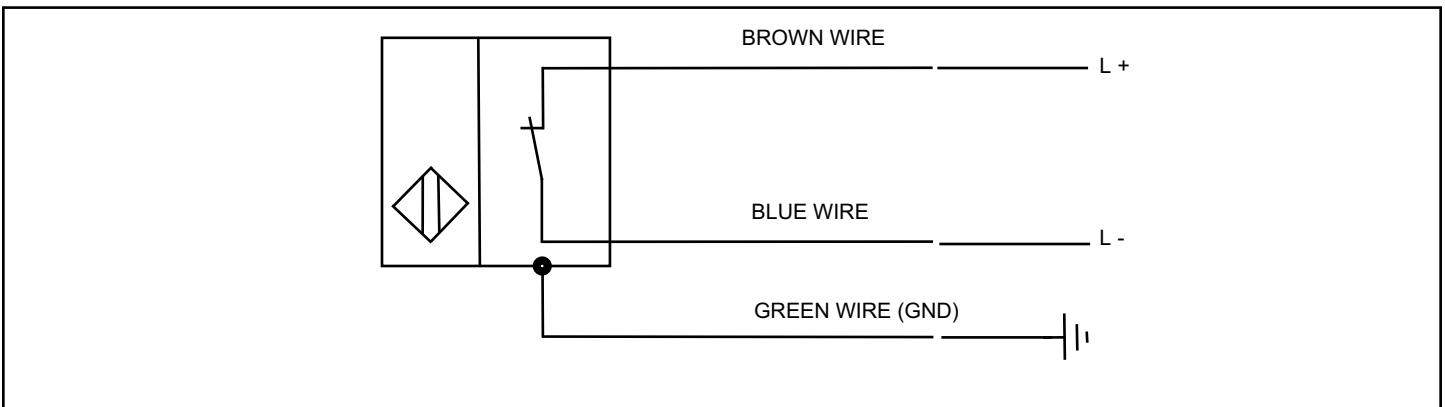 BROWN WIRE
L +
BLUE WIRE
L -
GREEN WIRE (GND)